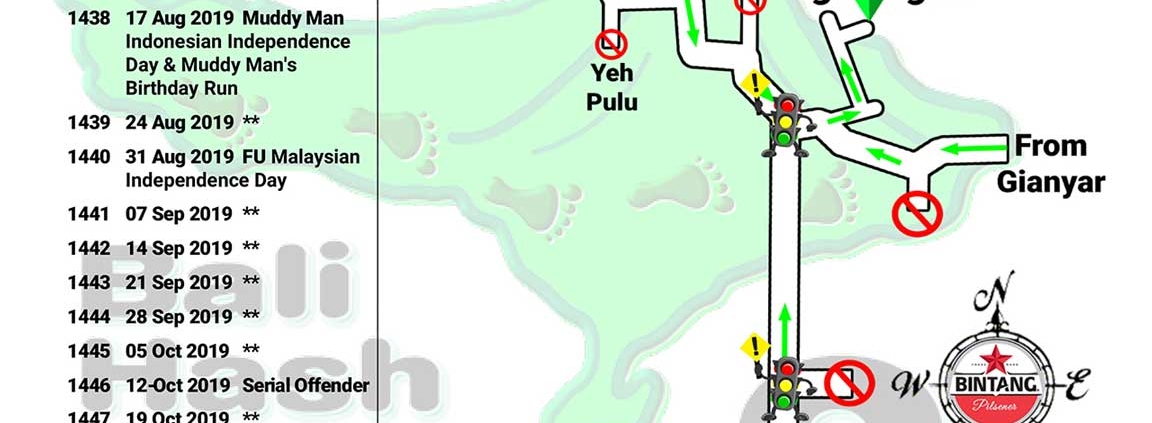 1438 17 Aug 2019 Muddy Man
Indonesian Independence
Day & Muddy Man's
Birthday Run
1439 24 Aug 2019 **
1440 31 Aug 2019 FU Malaysian
Independence Day
1441 07 Sep 2019 **
1442 14 Sep 2019 **
1443 21 Sep 2019 **
1444 28 Sep 2019 **
1445 05 Oct 2019 **
1446 12-Oct 2019 Serial Offender
1447 19 Oct 2019 **
Bali
Hash
Yeh
Pulu
!
From
Gianyar
!
N
W
E
BINTANG
Pilsener